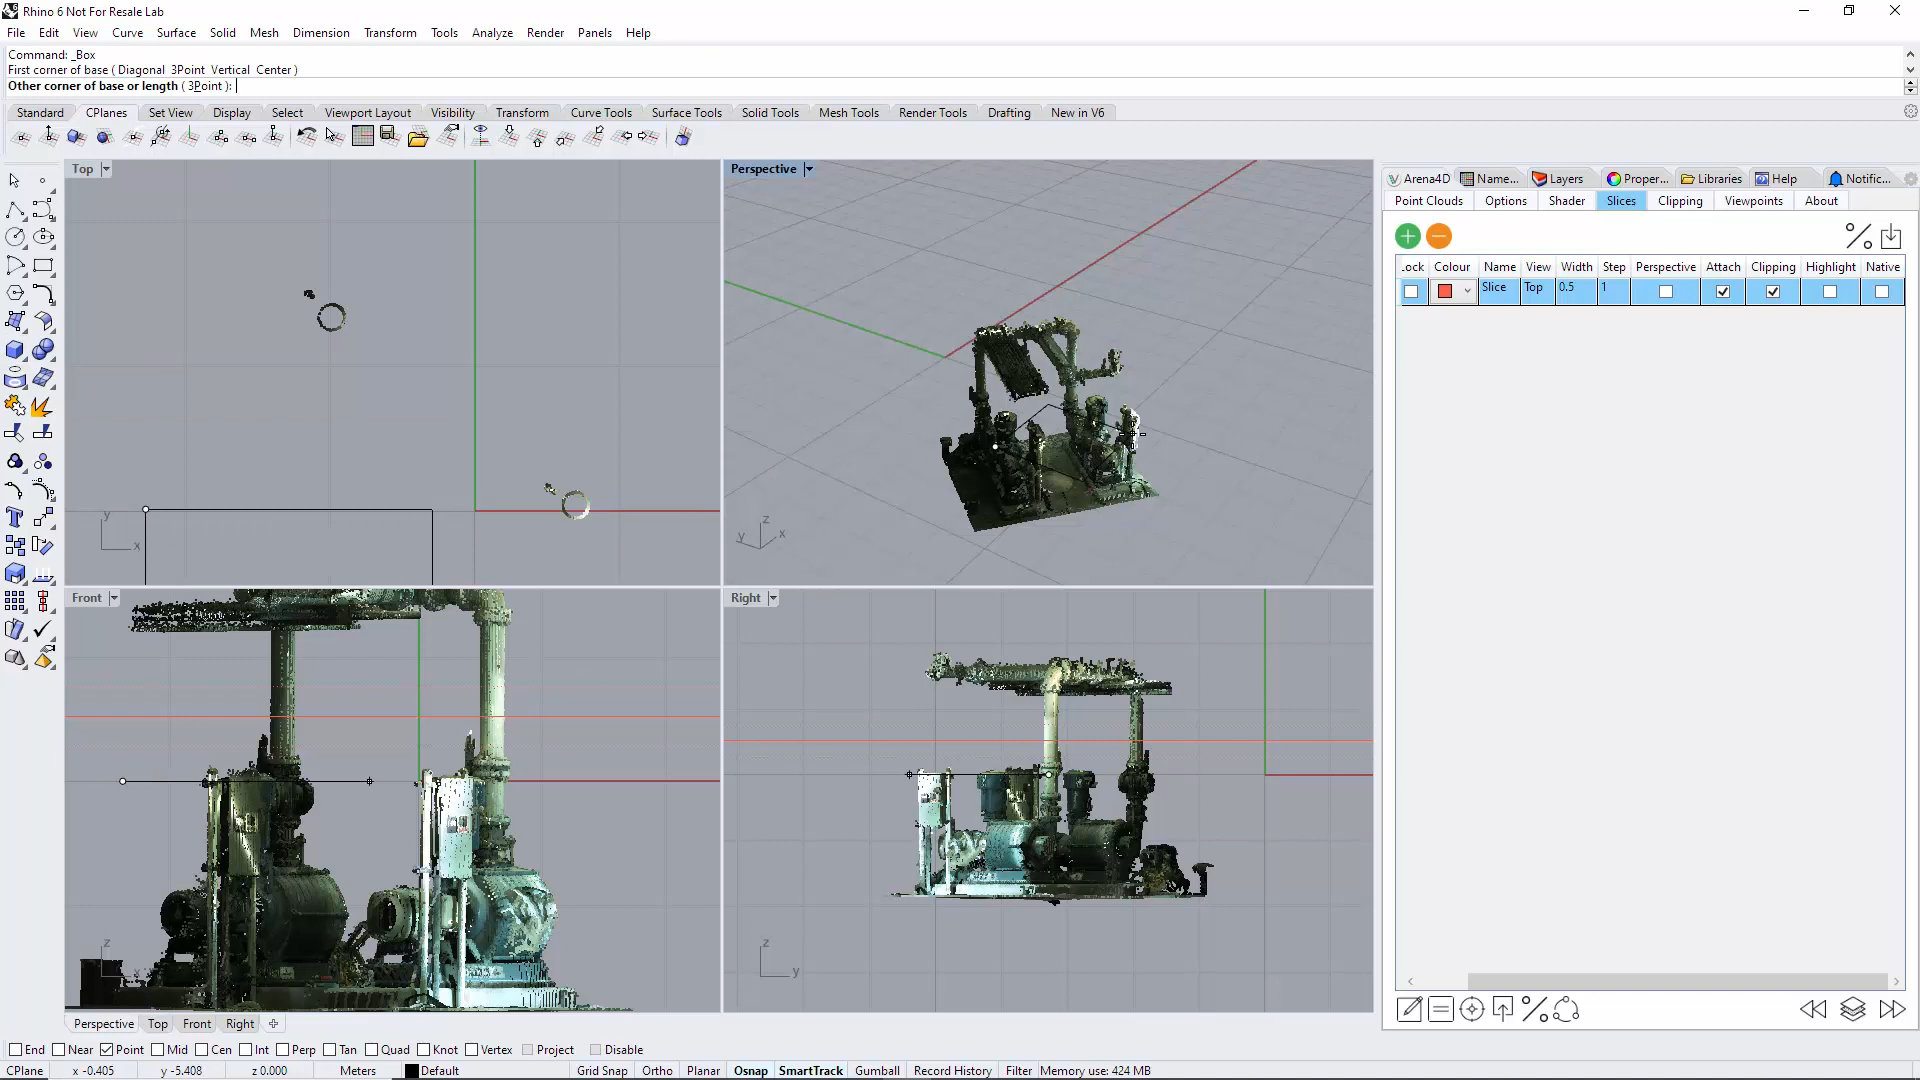 Rhino 6 Not For Resale Lab
File Edit View Curve Surface Solid Mesh Dimension Transform Tools Analyze Render Panels Help
Command: _Box
First corner of base ( Diagonal 3Point Vertical Center )
Other corner of base or length ( 3Point ):
Standard CPlanes Set View Display Select Viewport Layout Visibility Transform Curve Tools Surface Tools Solid Tools Mesh Tools Render Tools Drafting New in V6
Top
Perspective
Arena4D Name... Layers Proper... Libraries Help Notific...
Point Clouds Options Shader Slices Clipping Viewpoints About
.ock Colour Name View Width Step Perspective Attach Clipping Highlight Native
Slice Top 0.5 1
y
x
z
y
x
Front
Right
z
x
z
y
Perspective Top Front Right
End Near Point Mid Cen Int Perp Tan Quad Knot Vertex Project Disable
CPlane x -0.405 y -5.408 z 0.000 Meters Default Grid Snap Ortho Planar Osnap SmartTrack Gumball Record History Filter Memory use: 424 MB